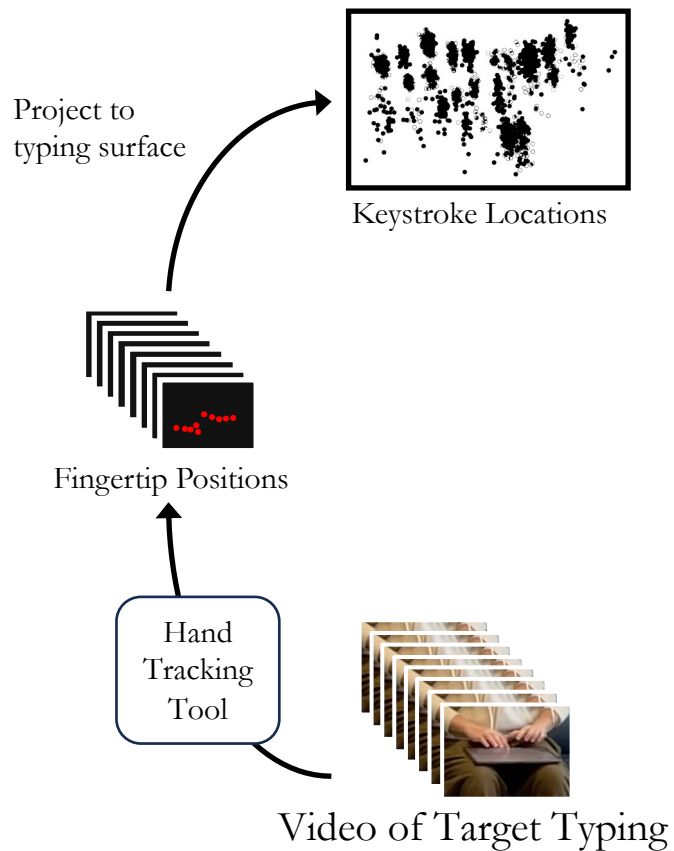 Project to
typing surface
Keystroke Locations
Fingertip Positions
Hand
Tracking
Tool
Video of Target Typing